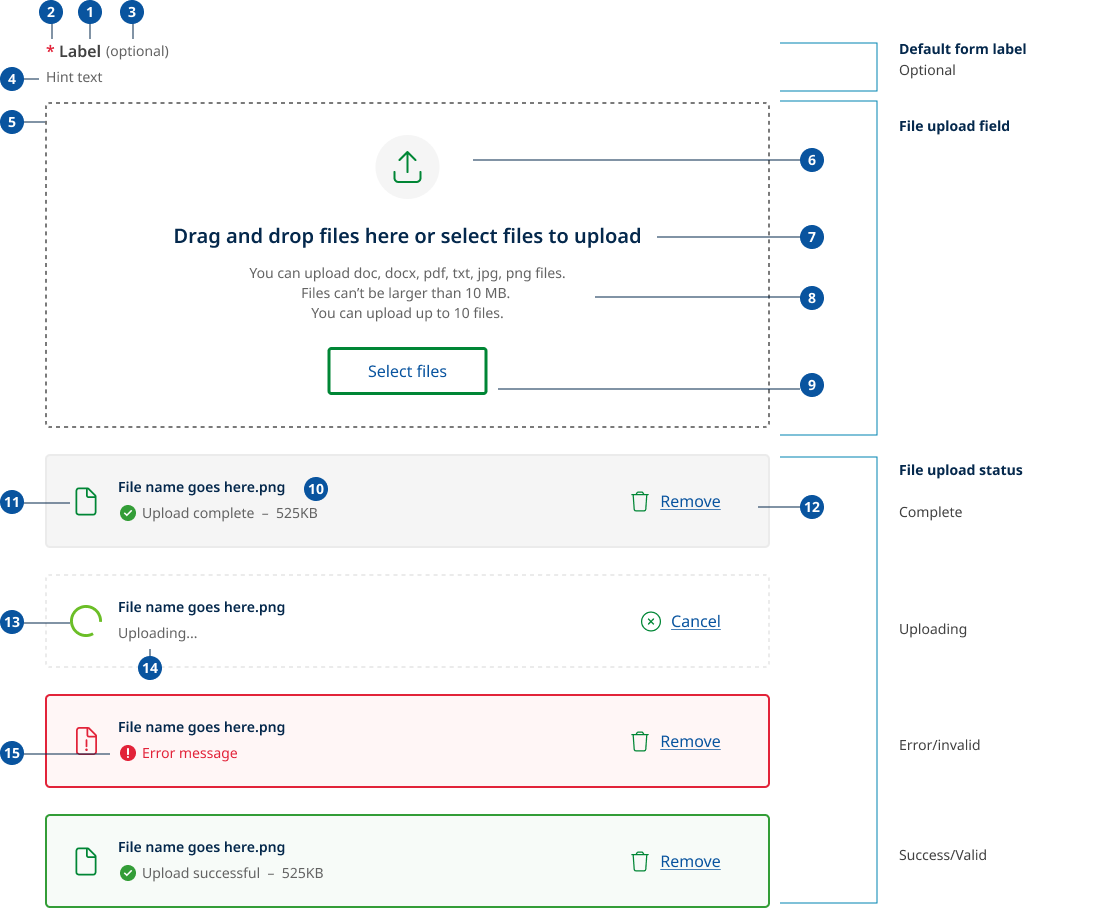 2 1 3
* Label (optional)
Default form label
Optional
4 Hint text
5
File upload field
6
Drag and drop files here or select files to upload
7
You can upload doc, docx, pdf, txt, jpg, png files.
Files can’t be larger than 10 MB.
8
You can upload up to 10 files.
Select files
9
File upload status
File name goes here.png 10
11
Remove
12
Upload complete – 525KB
Complete
File name goes here.png
13
Cancel
Uploading...
Uploading
14
File name goes here.png
Remove
15
Error message
Error/invalid
File name goes here.png
Remove
Upload successful – 525KB
Success/Valid